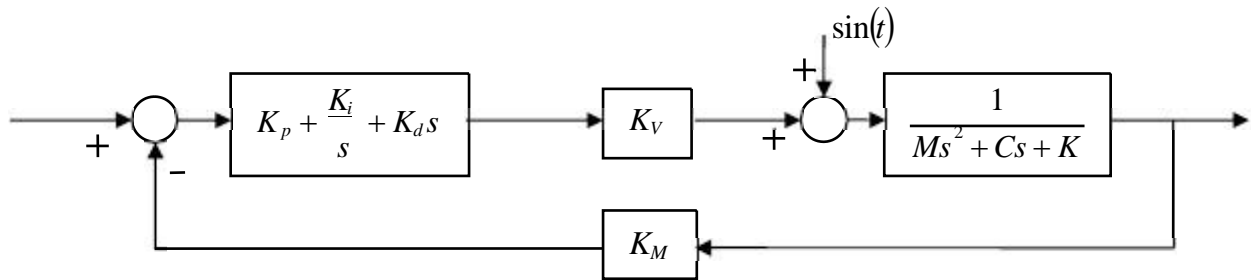 sin(t)
+
K_p + K_i/s + K_d s
K_V
1/(Ms^2 + Cs + K)
+
+
−
K_M